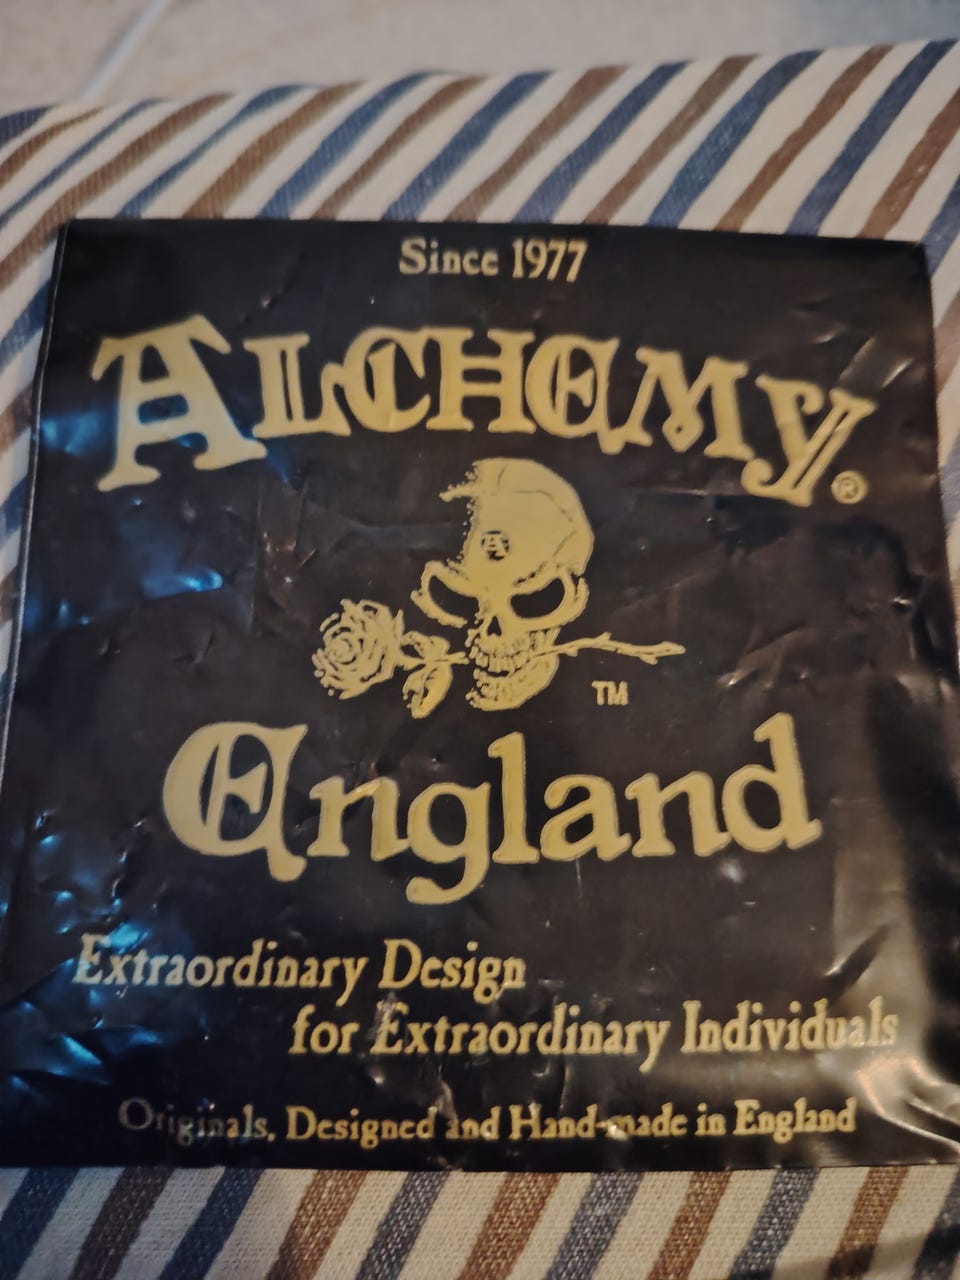 Since 1977
ALCHEMY®
A
TM
England
Extraordinary Design
for Extraordinary Individuals
Originals, Designed and Hand-made in England